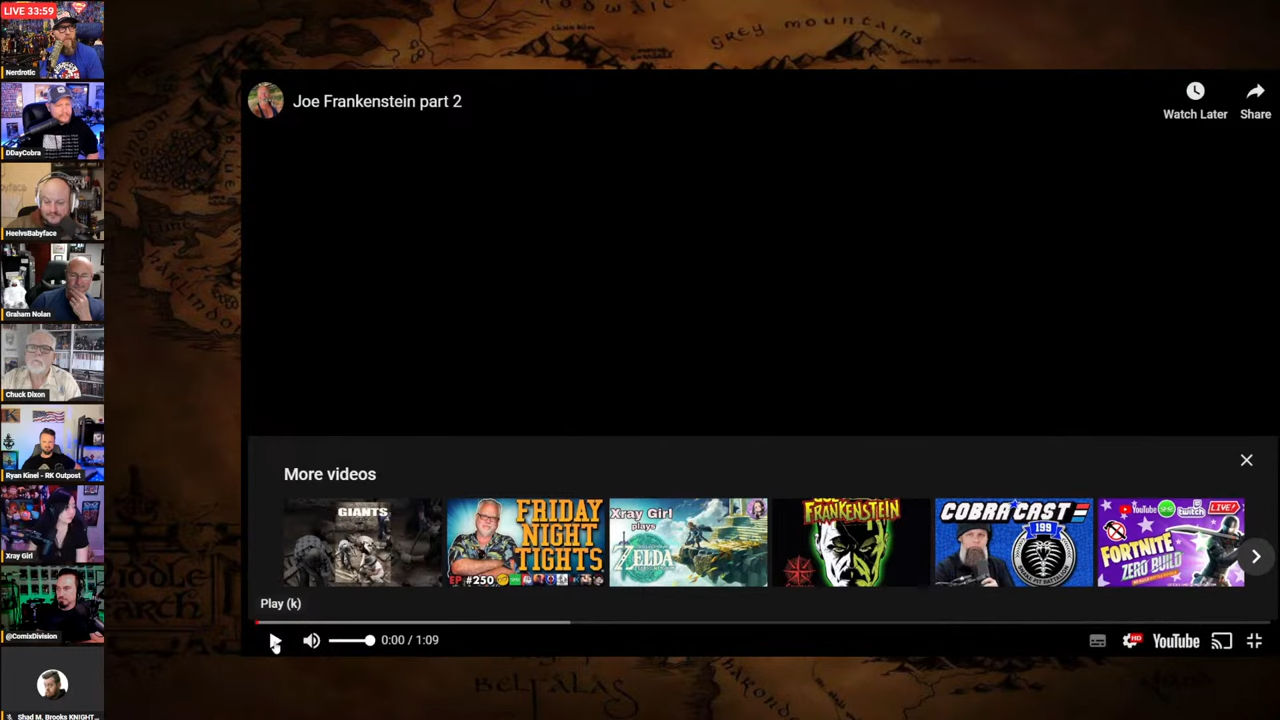 LIVE 33:59
Nerdrotic
DDayCobra
HeelvsBabyface
Graham Nolan
Chuck Dixon
Ryan Kinel - RK Outpost
Xray Girl
@ComixDivision
Shad M. Brooks KNIGHT...
GREY MOUNTAINS
Joe Frankenstein part 2
Watch Later
Share
More videos
GIANTS
FRIDAY
NIGHT
TIGHTS
EP #250
Xray Girl
plays
ZELDA
FRANKENSTEIN
COBRA CAST
199
YouTube
twitch
LIVE!
FORTNITE
ZERO BUILD
Play (k)
0:00 / 1:09
HD
YouTube
BELFALAS